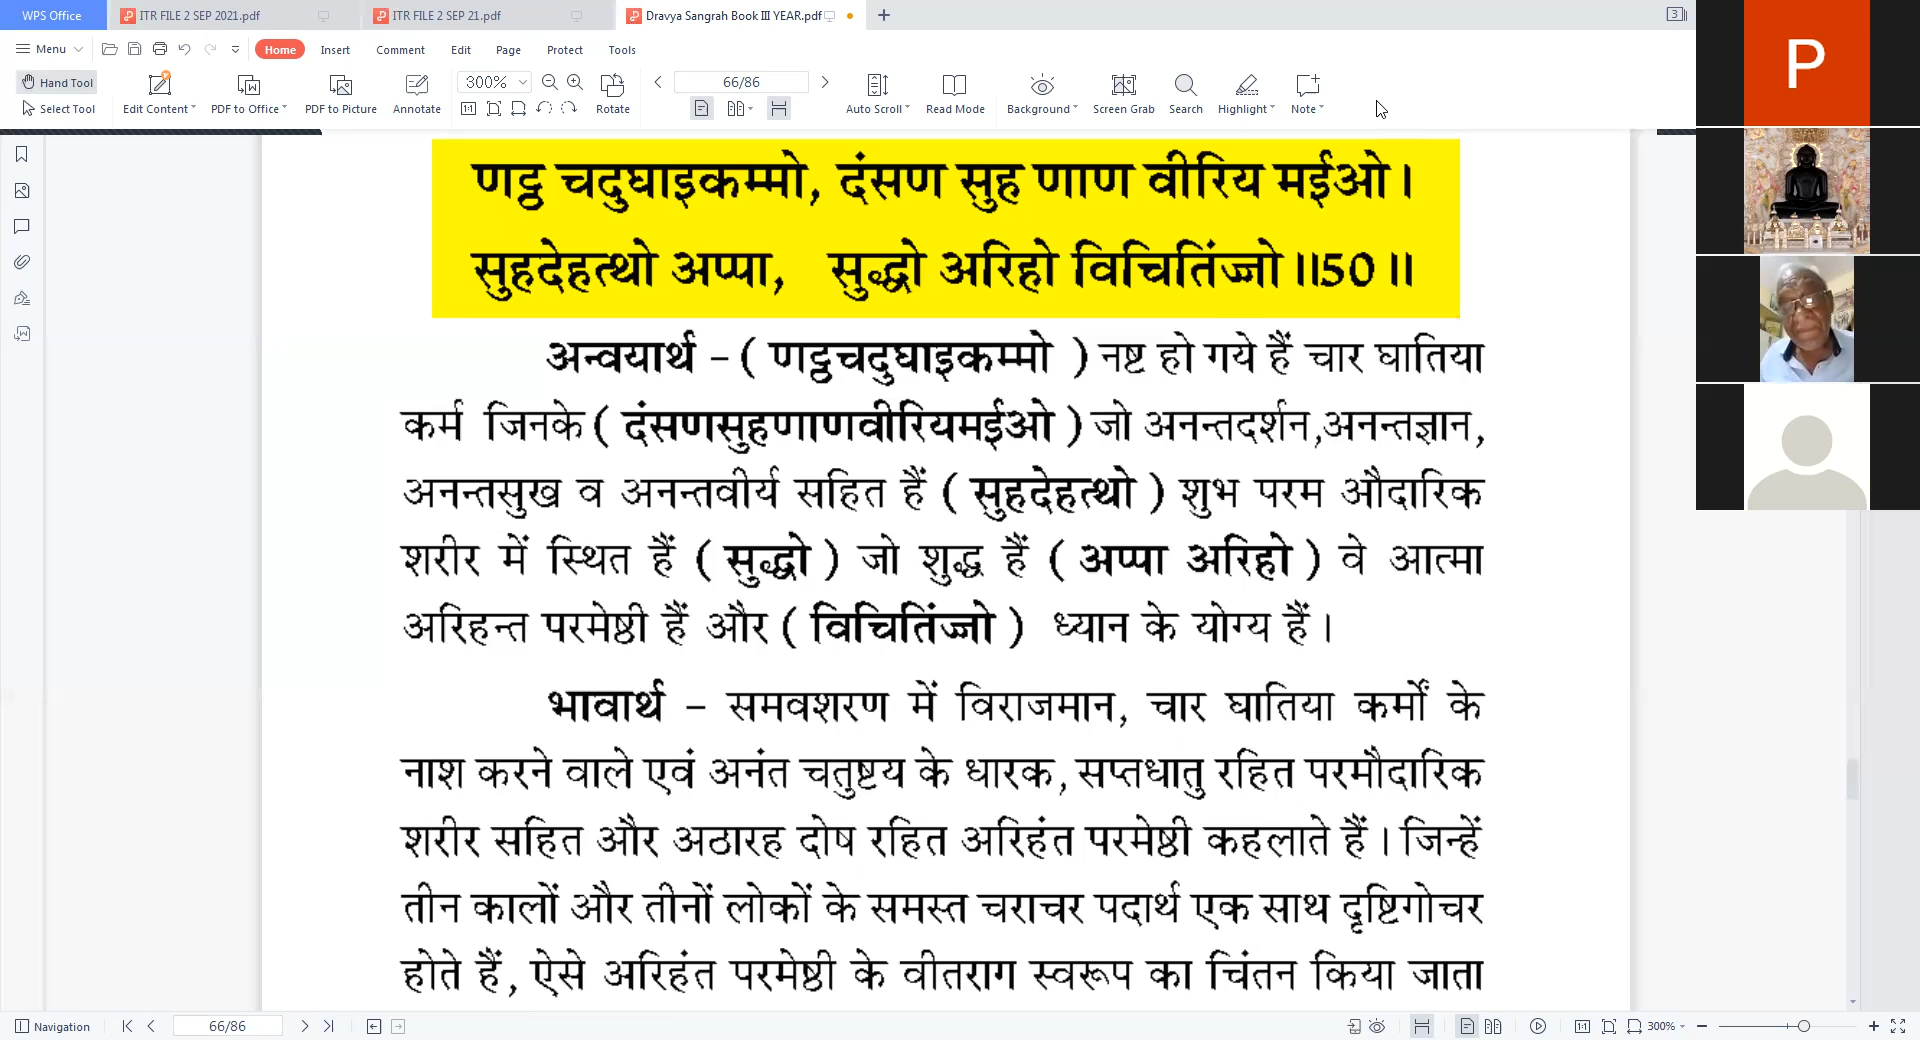 WPS Office
ITR FILE 2 SEP 2021.pdf
ITR FILE 2 SEP 21.pdf
Dravya Sangrah Book III YEAR.pdf
3
Menu
Home
Insert
Comment
Edit
Page
Protect
Tools
Hand Tool
Select Tool
Edit Content
PDF to Office
PDF to Picture
Annotate
300%
1:1
Rotate
66/86
Auto Scroll
Read Mode
Background
Screen Grab
Search
Highlight
Note
P
णट्ठ चदुघाइकम्मो, दंसण सुह णाण वीरिय मईओ।
सुहदेहत्थो अप्पा, सुद्धो अरिहो विचितिंज्जो॥50॥
अन्वयार्थ – ( णट्ठचदुघाइकम्मो ) नष्ट हो गये हैं चार घातिया
कर्म जिनके ( दंसणसुहणाणवीरियमईओ ) जो अनन्तदर्शन,अनन्तज्ञान,
अनन्तसुख व अनन्तवीर्य सहित हैं ( सुहदेहत्थो ) शुभ परम औदारिक
शरीर में स्थित हैं ( सुद्धो ) जो शुद्ध हैं ( अप्पा अरिहो ) वे आत्मा
अरिहन्त परमेष्ठी हैं और ( विचितिंज्जो ) ध्यान के योग्य हैं।
भावार्थ – समवशरण में विराजमान, चार घातिया कर्मों के
नाश करने वाले एवं अनंत चतुष्टय के धारक, सप्तधातु रहित परमौदारिक
शरीर सहित और अठारह दोष रहित अरिहंत परमेष्ठी कहलाते हैं। जिन्हें
तीन कालों और तीनों लोकों के समस्त चराचर पदार्थ एक साथ दृष्टिगोचर
होते हैं, ऐसे अरिहंत परमेष्ठी के वीतराग स्वरूप का चिंतन किया जाता
Navigation
66/86
1:1
300%